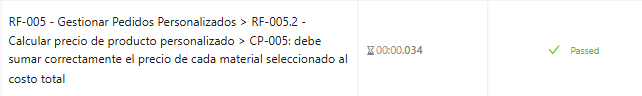 RF-005 - Gestionar Pedidos Personalizados > RF-005.2 -
Calcular precio de producto personalizado > CP-005: debe
sumar correctamente el precio de cada material seleccionado al
costo total
00:00.034
Passed